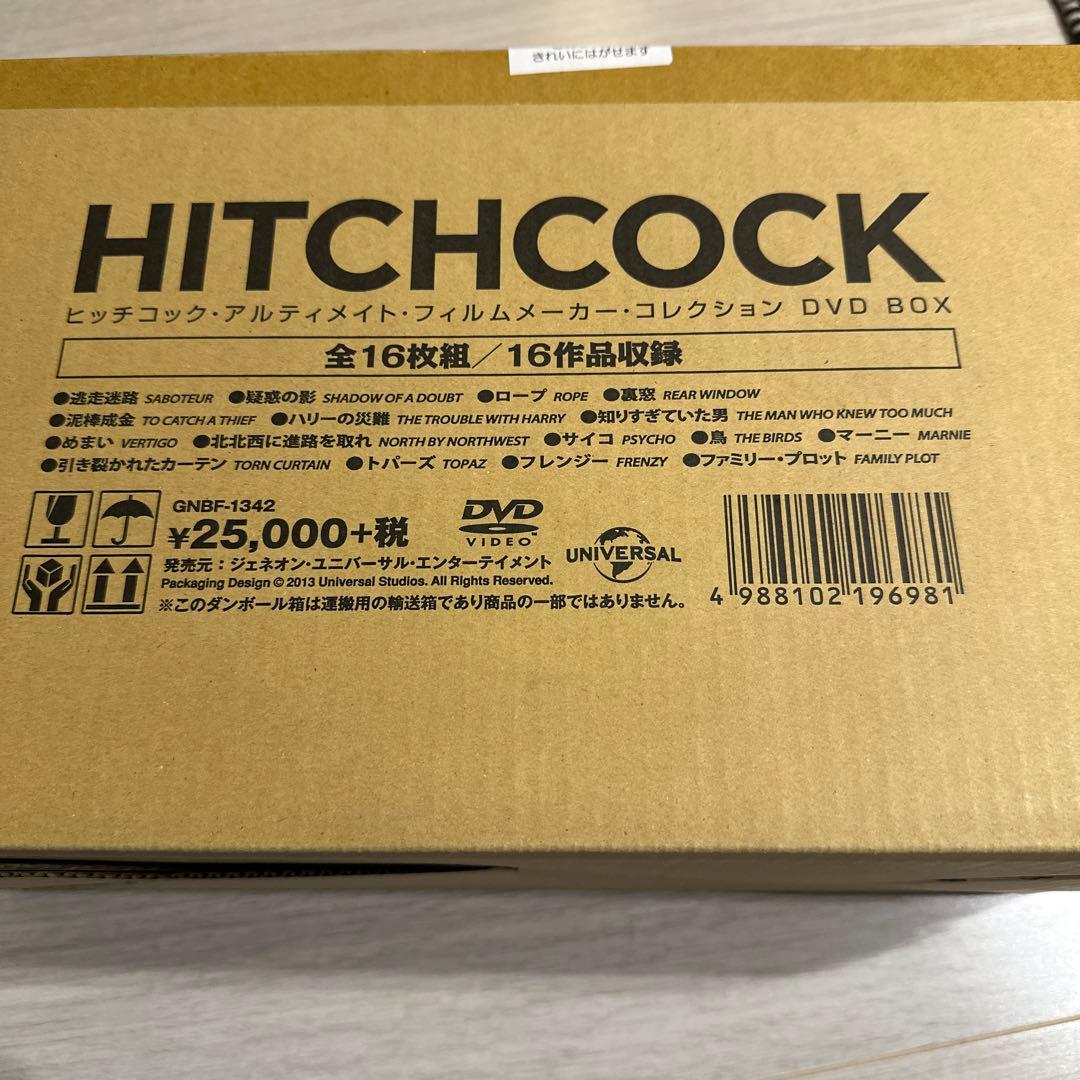 きれいにはがせます
HITCHCOCK
ヒッチコック・アルティメイト・フィルムメーカー・コレクション DVD BOX
全16枚組／16作品収録
●逃走迷路 SABOTEUR ●疑惑の影 SHADOW OF A DOUBT ●ロープ ROPE ●裏窓 REAR WINDOW
●泥棒成金 TO CATCH A THIEF ●ハリーの災難 THE TROUBLE WITH HARRY ●知りすぎていた男 THE MAN WHO KNEW TOO MUCH
●めまい VERTIGO ●北北西に進路を取れ NORTH BY NORTHWEST ●サイコ PSYCHO ●鳥 THE BIRDS ●マーニー MARNIE
●引き裂かれたカーテン TORN CURTAIN ●トパーズ TOPAZ ●フレンジー FRENZY ●ファミリー・プロット FAMILY PLOT
GNBF-1342
¥25,000+税
DVD
VIDEO™
UNIVERSAL
発売元：ジェネオン・ユニバーサル・エンターテイメント
Packaging Design © 2013 Universal Studios. All Rights Reserved.
※このダンボール箱は運搬用の輸送箱であり商品の一部ではありません。
4 988102 196981